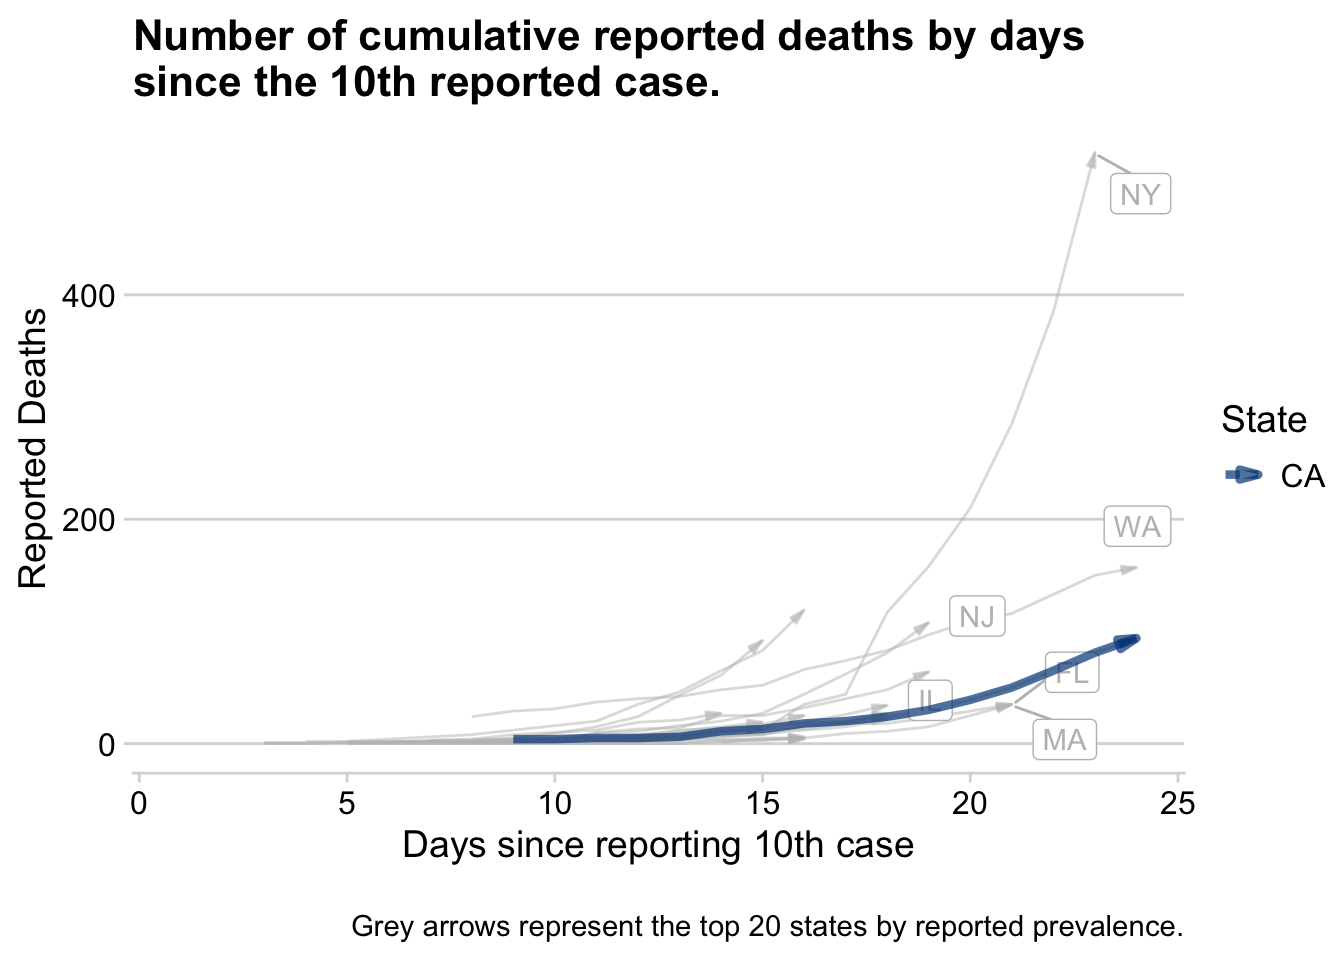 Number of cumulative reported deaths by days
since the 10th reported case.
NY
400
Reported Deaths
State
CA
200
WA
NJ
FL
IL
MA
0
0 5 10 15 20 25
Days since reporting 10th case
Grey arrows represent the top 20 states by reported prevalence.